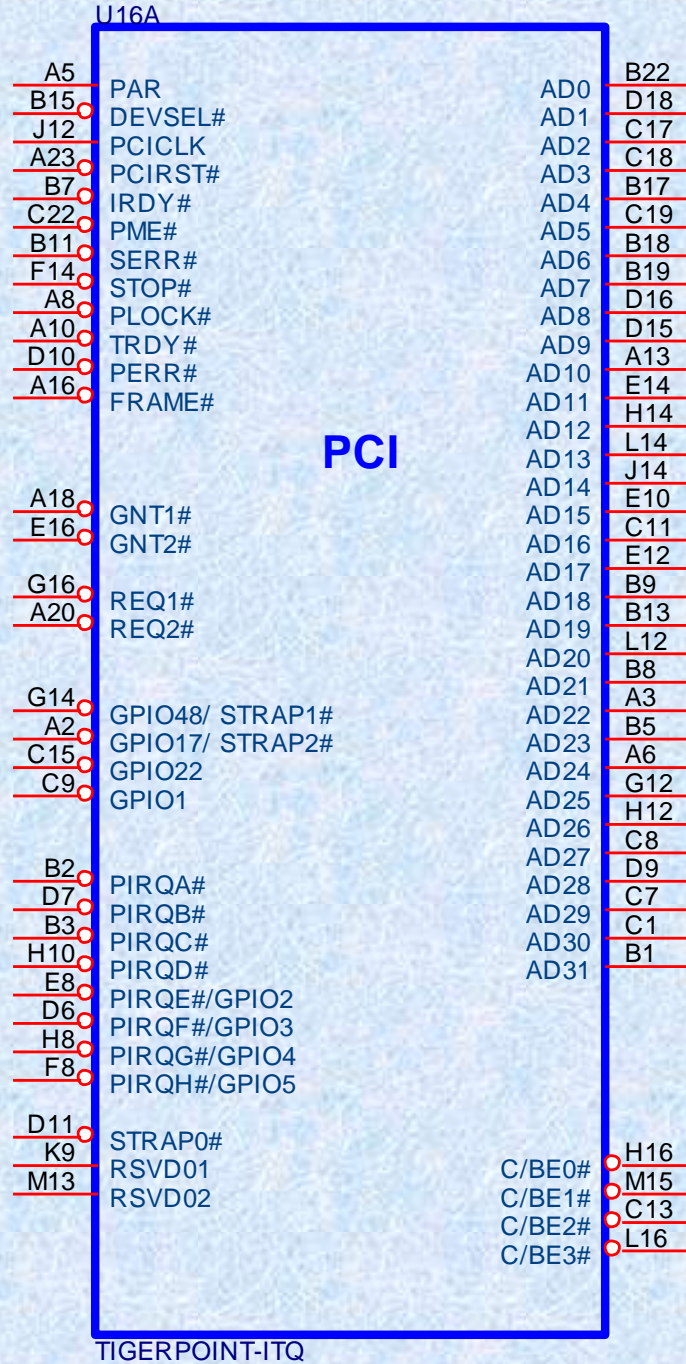 U16A
A5 PAR AD0 B22
B15 DEVSEL# AD1 D18
J12 PCICLK AD2 C17
A23 PCIRST# AD3 C18
B7 IRDY# AD4 B17
C22 PME# AD5 C19
B11 SERR# AD6 B18
F14 STOP# AD7 B19
A8 PLOCK# AD8 D16
A10 TRDY# AD9 D15
D10 PERR# AD10 A13
A16 FRAME# AD11 E14
AD12 H14
PCI AD13 L14
AD14 J14
A18 GNT1# AD15 E10
E16 GNT2# AD16 C11
AD17 E12
G16 REQ1# AD18 B9
A20 REQ2# AD19 B13
AD20 L12
AD21 B8
G14 GPIO48/ STRAP1# AD22 A3
A2 GPIO17/ STRAP2# AD23 B5
C15 GPIO22 AD24 A6
C9 GPIO1 AD25 G12
AD26 H12
AD27 C8
B2 PIRQA# AD28 D9
D7 PIRQB# AD29 C7
B3 PIRQC# AD30 C1
H10 PIRQD# AD31 B1
E8 PIRQE#/GPIO2
D6 PIRQF#/GPIO3
H8 PIRQG#/GPIO4
F8 PIRQH#/GPIO5
D11 STRAP0#
K9 RSVD01 C/BE0# H16
M13 RSVD02 C/BE1# M15
C/BE2# C13
C/BE3# L16
TIGERPOINT-ITQ